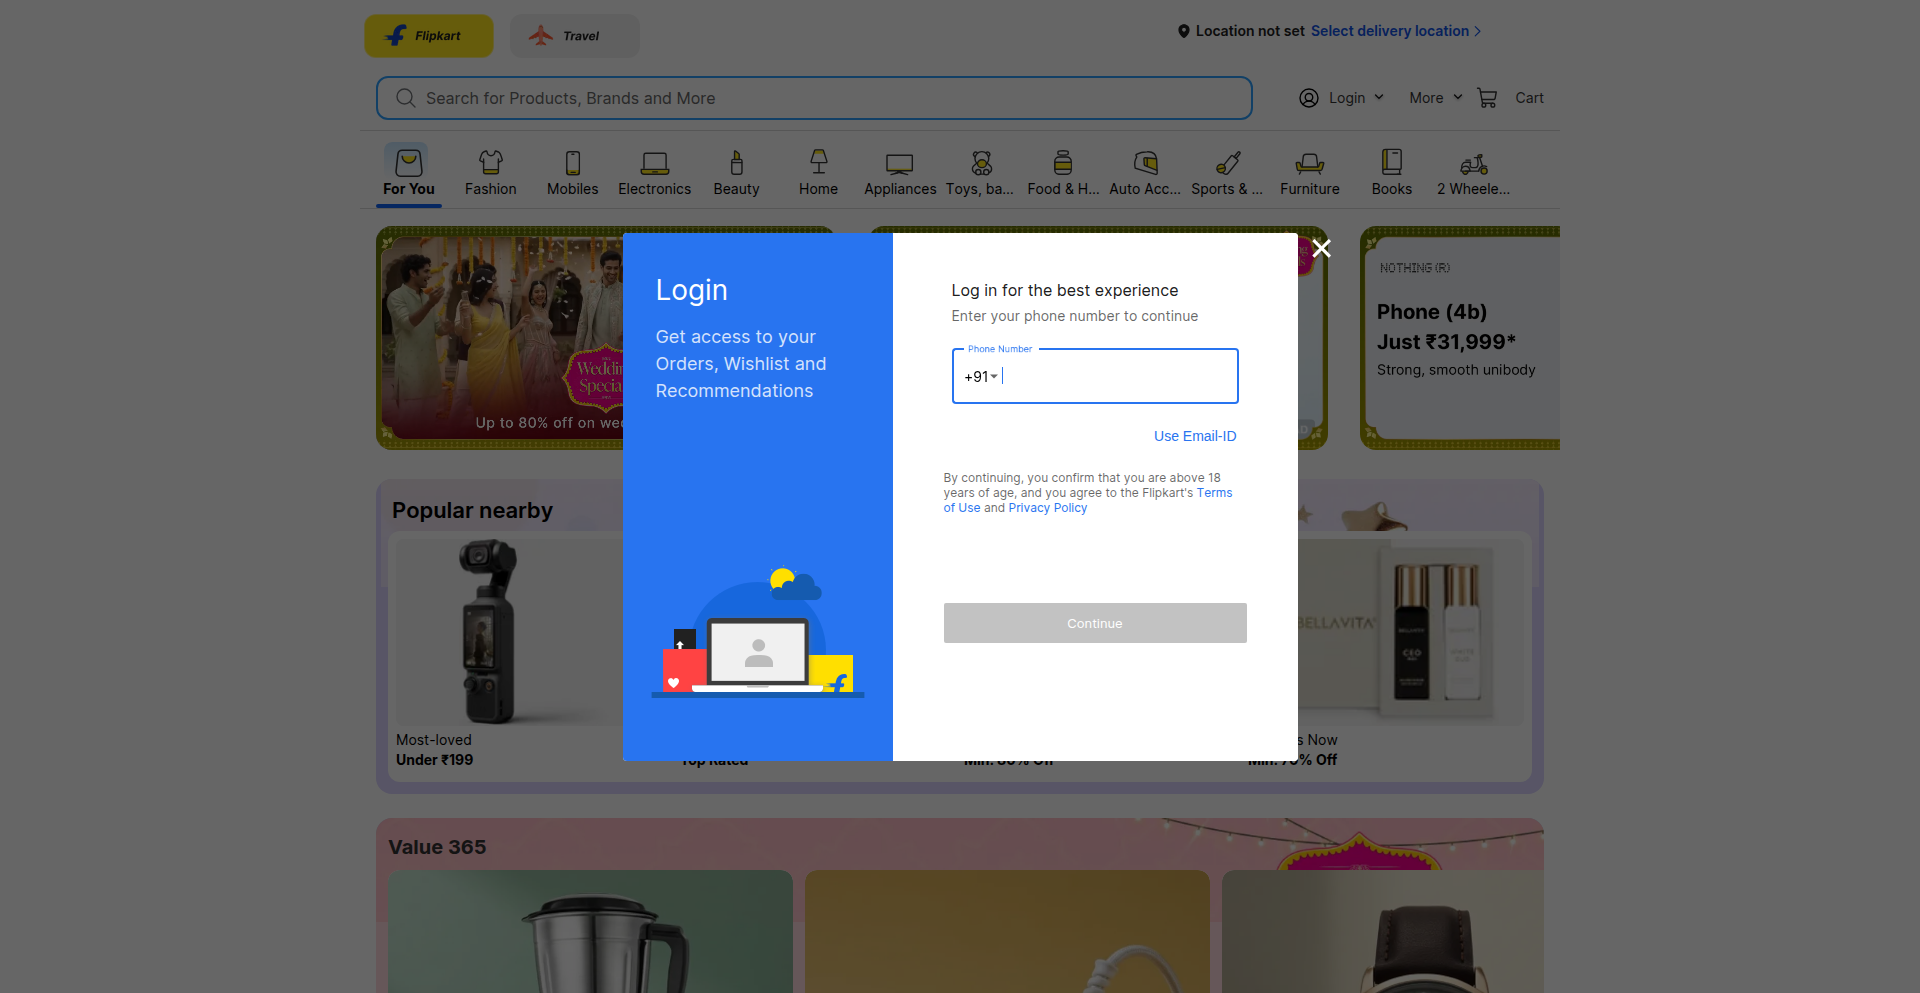 Flipkart
Travel
Location not set Select delivery location
Search for Products, Brands and More
Login
More
Cart
For You
Fashion
Mobiles
Electronics
Beauty
Home
Appliances
Toys, ba...
Food & H...
Auto Acc...
Sports & ...
Furniture
Books
2 Wheele...
Up to 80% off on
NOTHING (R)
Phone (4b)
Just ₹31,999*
Strong, smooth unibody
Login
Get access to your
Orders, Wishlist and
Recommendations
Log in for the best experience
Enter your phone number to continue
Phone Number
+91
Use Email-ID
By continuing, you confirm that you are above 18
years of age, and you agree to the Flipkart's Terms
of Use and Privacy Policy
Continue
Popular nearby
BELLAVITA
CEO
Most-loved
Under ₹199
Top Rated
Now
Off
Value 365